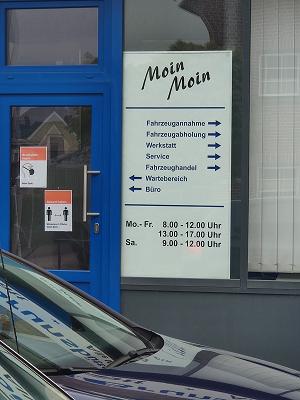 Moin
Moin
Fahrzeugannahme
Fahrzeugabholung
Werkstatt
Service
Fahrzeughandel
Wartebereich
Büro
Mo.- Fr. 8.00 - 12.00 Uhr
13.00 - 17.00 Uhr
Sa. 9.00 - 12.00 Uhr